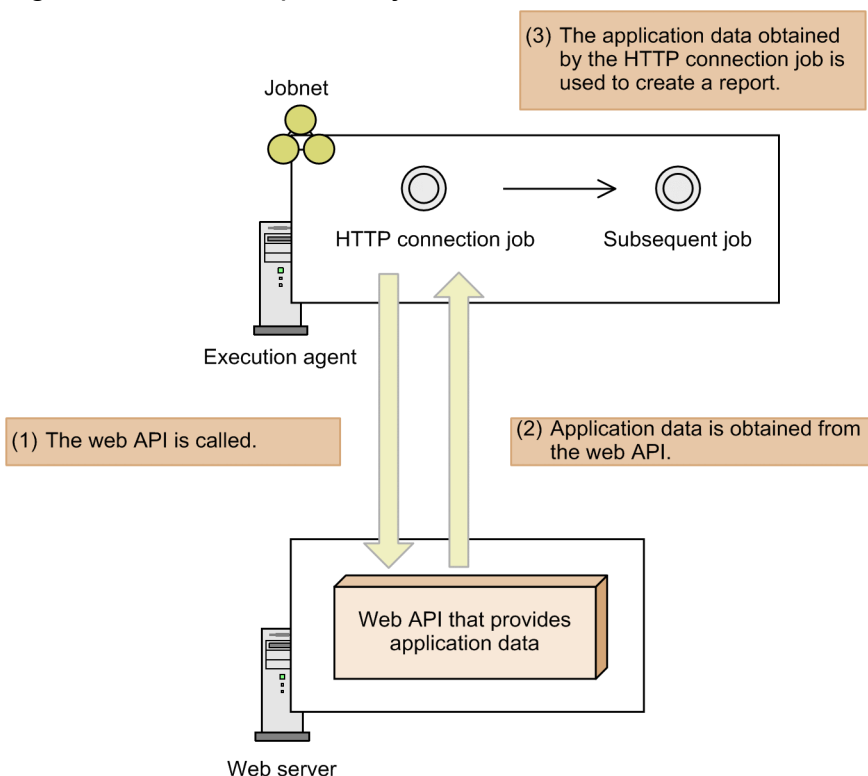 (3) The application data obtained
by the HTTP connection job is
used to create a report.
Jobnet
HTTP connection job
Subsequent job
Execution agent
(1) The web API is called.
(2) Application data is obtained from
the web API.
Web API that provides
application data
Web server